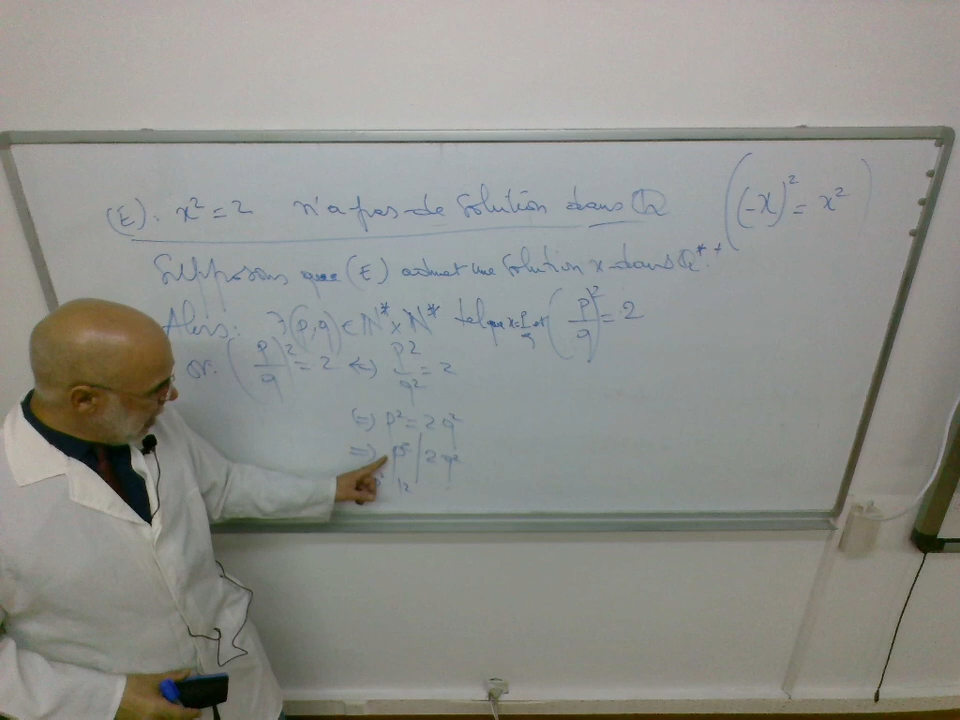 (E): x² = 2 n'a pas de solution dans ℚ ((-x)² = x²)
Supposons que (E) admet une solution x dans ℚ*⁺
Alors: ∃(p,q) ∈ ℕ* × ℕ* tel que x = p/q et (p/q)² = 2
or: (p/q)² = 2 ⇔ p²/q² = 2
⇔ p² = 2q²
⇒ p² | 2q²